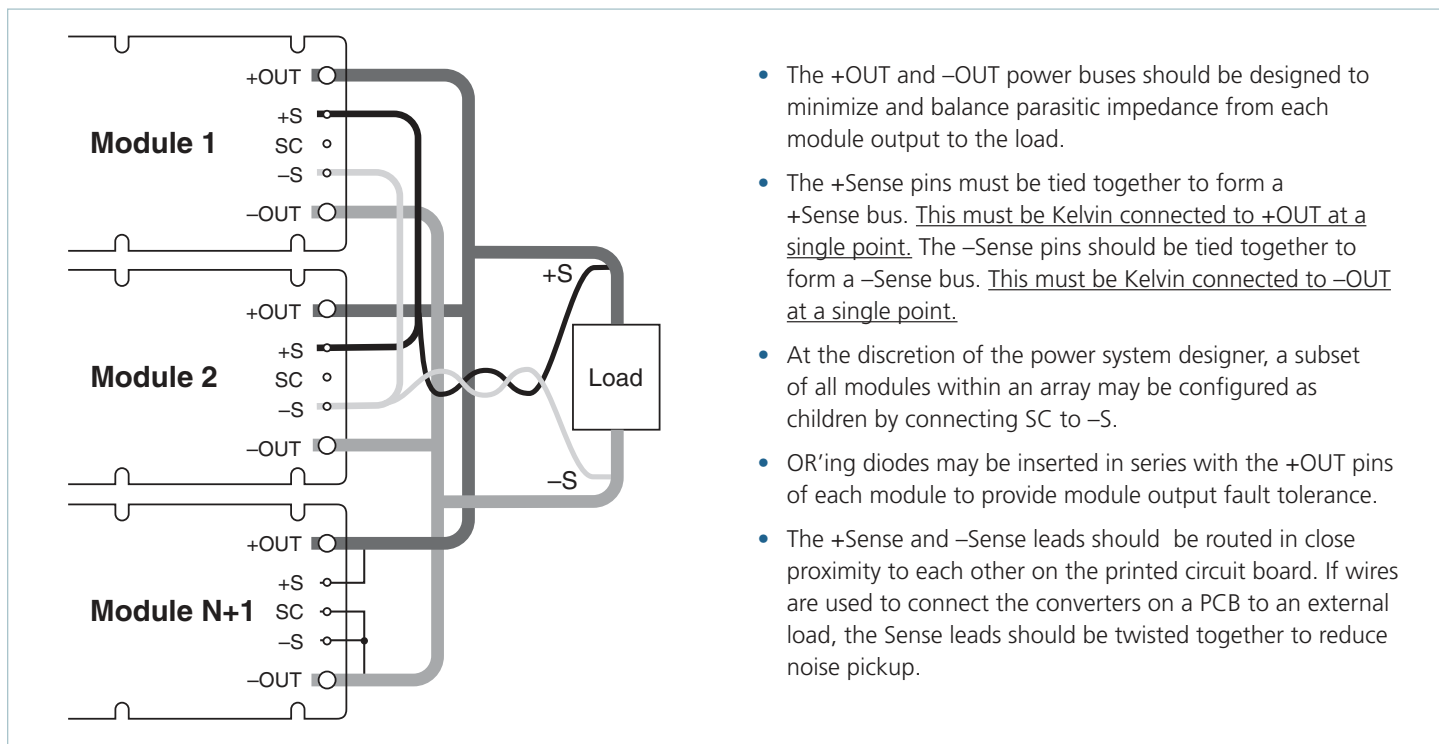 +OUT
+S
Module 1
SC
–S
–OUT
+OUT
+S
Module 2
SC
–S
–OUT
+OUT
+S
Module N+1
SC
–S
–OUT
+S
Load
–S
• The +OUT and –OUT power buses should be designed to
minimize and balance parasitic impedance from each
module output to the load.
• The +Sense pins must be tied together to form a
+Sense bus. This must be Kelvin connected to +OUT at a
single point. The –Sense pins should be tied together to
form a –Sense bus. This must be Kelvin connected to –OUT
at a single point.
• At the discretion of the power system designer, a subset
of all modules within an array may be configured as
children by connecting SC to –S.
• OR’ing diodes may be inserted in series with the +OUT pins
of each module to provide module output fault tolerance.
• The +Sense and –Sense leads should be routed in close
proximity to each other on the printed circuit board. If wires
are used to connect the converters on a PCB to an external
load, the Sense leads should be twisted together to reduce
noise pickup.